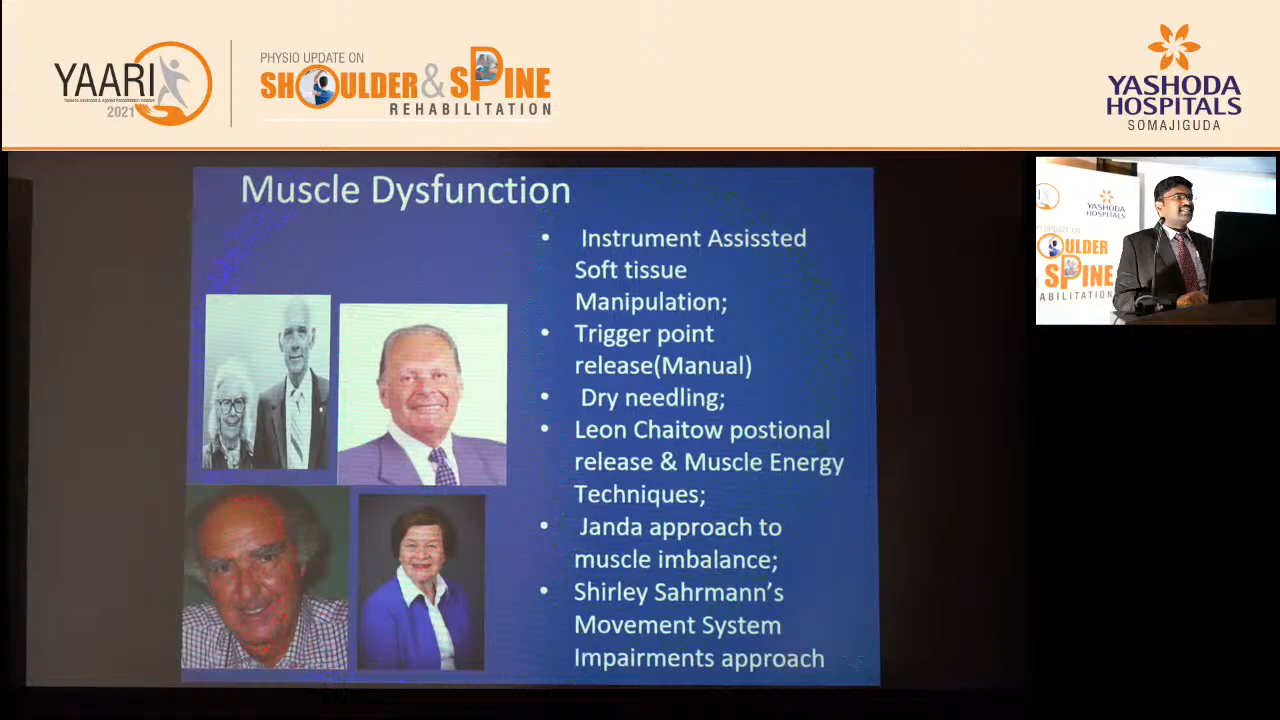 YAARI
2021
PHYSIO UPDATE ON
SHOULDER & SPINE
REHABILITATION
YASHODA
HOSPITALS
SOMAJIGUDA
Muscle Dysfunction
• Instrument Assissted
Soft tissue
Manipulation;
• Trigger point
release(Manual)
• Dry needling;
• Leon Chaitow postional
release & Muscle Energy
Techniques;
• Janda approach to
muscle imbalance;
• Shirley Sahrmann's
Movement System
Impairments approach
YASHODA
HOSPITALS
OULDER
SPINE
ABILITATION